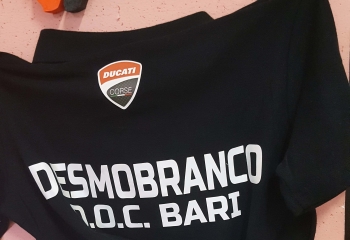 DUCATI
CORSE
DESMOBRANCO
D.O.C. BARI